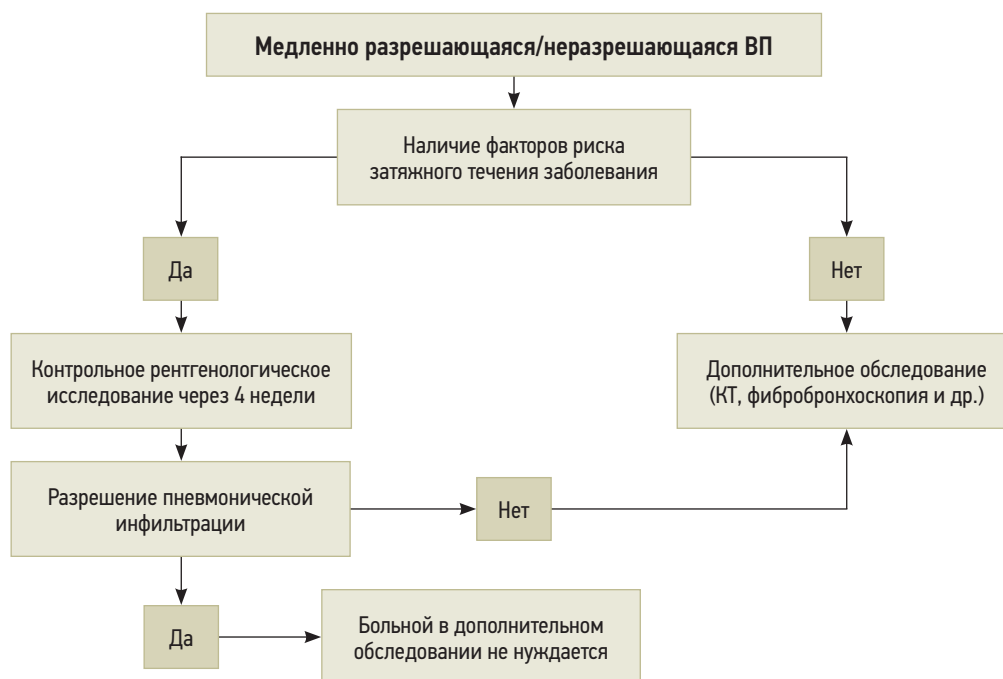 Медленно разрешающаяся/неразрешающаяся ВП
Наличие факторов риска
затяжного течения заболевания
Да
Нет
Контрольное рентгенологическое
исследование через 4 недели
Дополнительное обследование
(КТ, фибробронхоскопия и др.)
Разрешение пневмонической
инфильтрации
Нет
Да
Больной в дополнительном
обследовании не нуждается